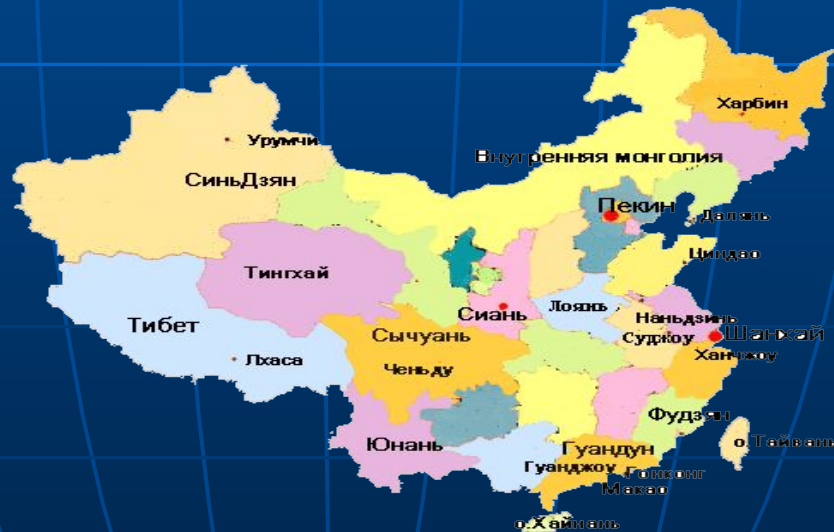 Харбин
Урумчи
Внутренняя монголия
СиньДзян
Пекин
Далянь
Циндао
Тингхай
Лоянь
Сиань
Наньдзинь
Тибет
Сычуань
Суджоу
Шанхай
Лхаса
Ченьду
Ханчжоу
Фудзян
Юнань
Гуандун
о.Тайвань
Гуанджоу
Гонконг
Макао
о.Хайнань